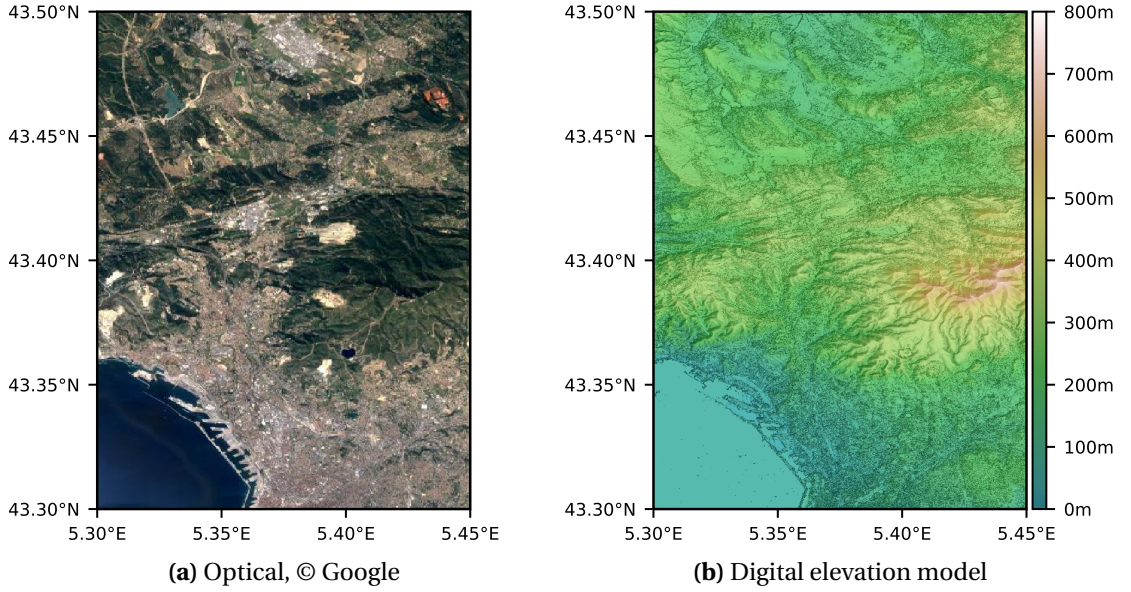 43.50°N
43.45°N
43.40°N
43.35°N
43.30°N
5.30°E 5.35°E 5.40°E 5.45°E
(a) Optical, © Google
43.50°N
43.45°N
43.40°N
43.35°N
43.30°N
5.30°E 5.35°E 5.40°E 5.45°E
800m
700m
600m
500m
400m
300m
200m
100m
0m
(b) Digital elevation model